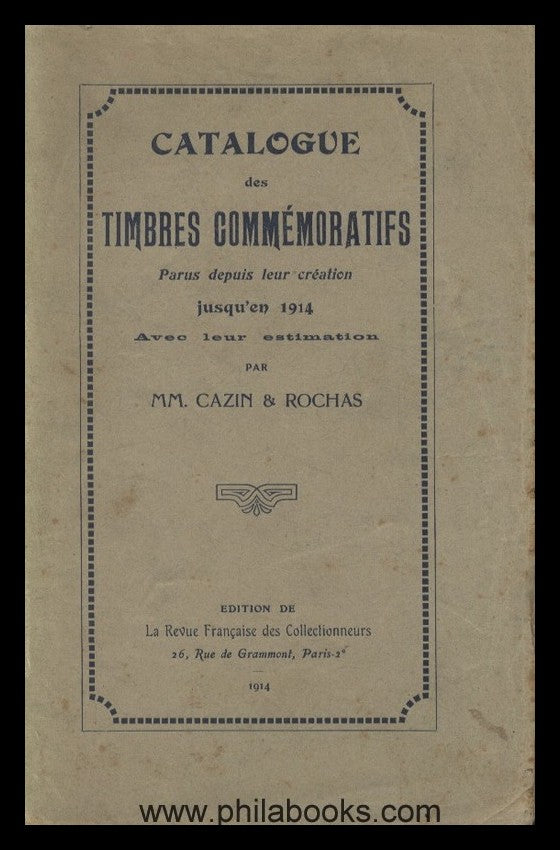 CATALOGUE
des
TIMBRES COMMÉMORATIFS
Parus depuis leur création
jusqu'en 1914
Avec leur estimation
PAR
MM. CAZIN & ROCHAS
EDITION DE
La Revue Française des Collectionneurs
26, Rue de Grammont, Paris-2e
1914
www.philabooks.com